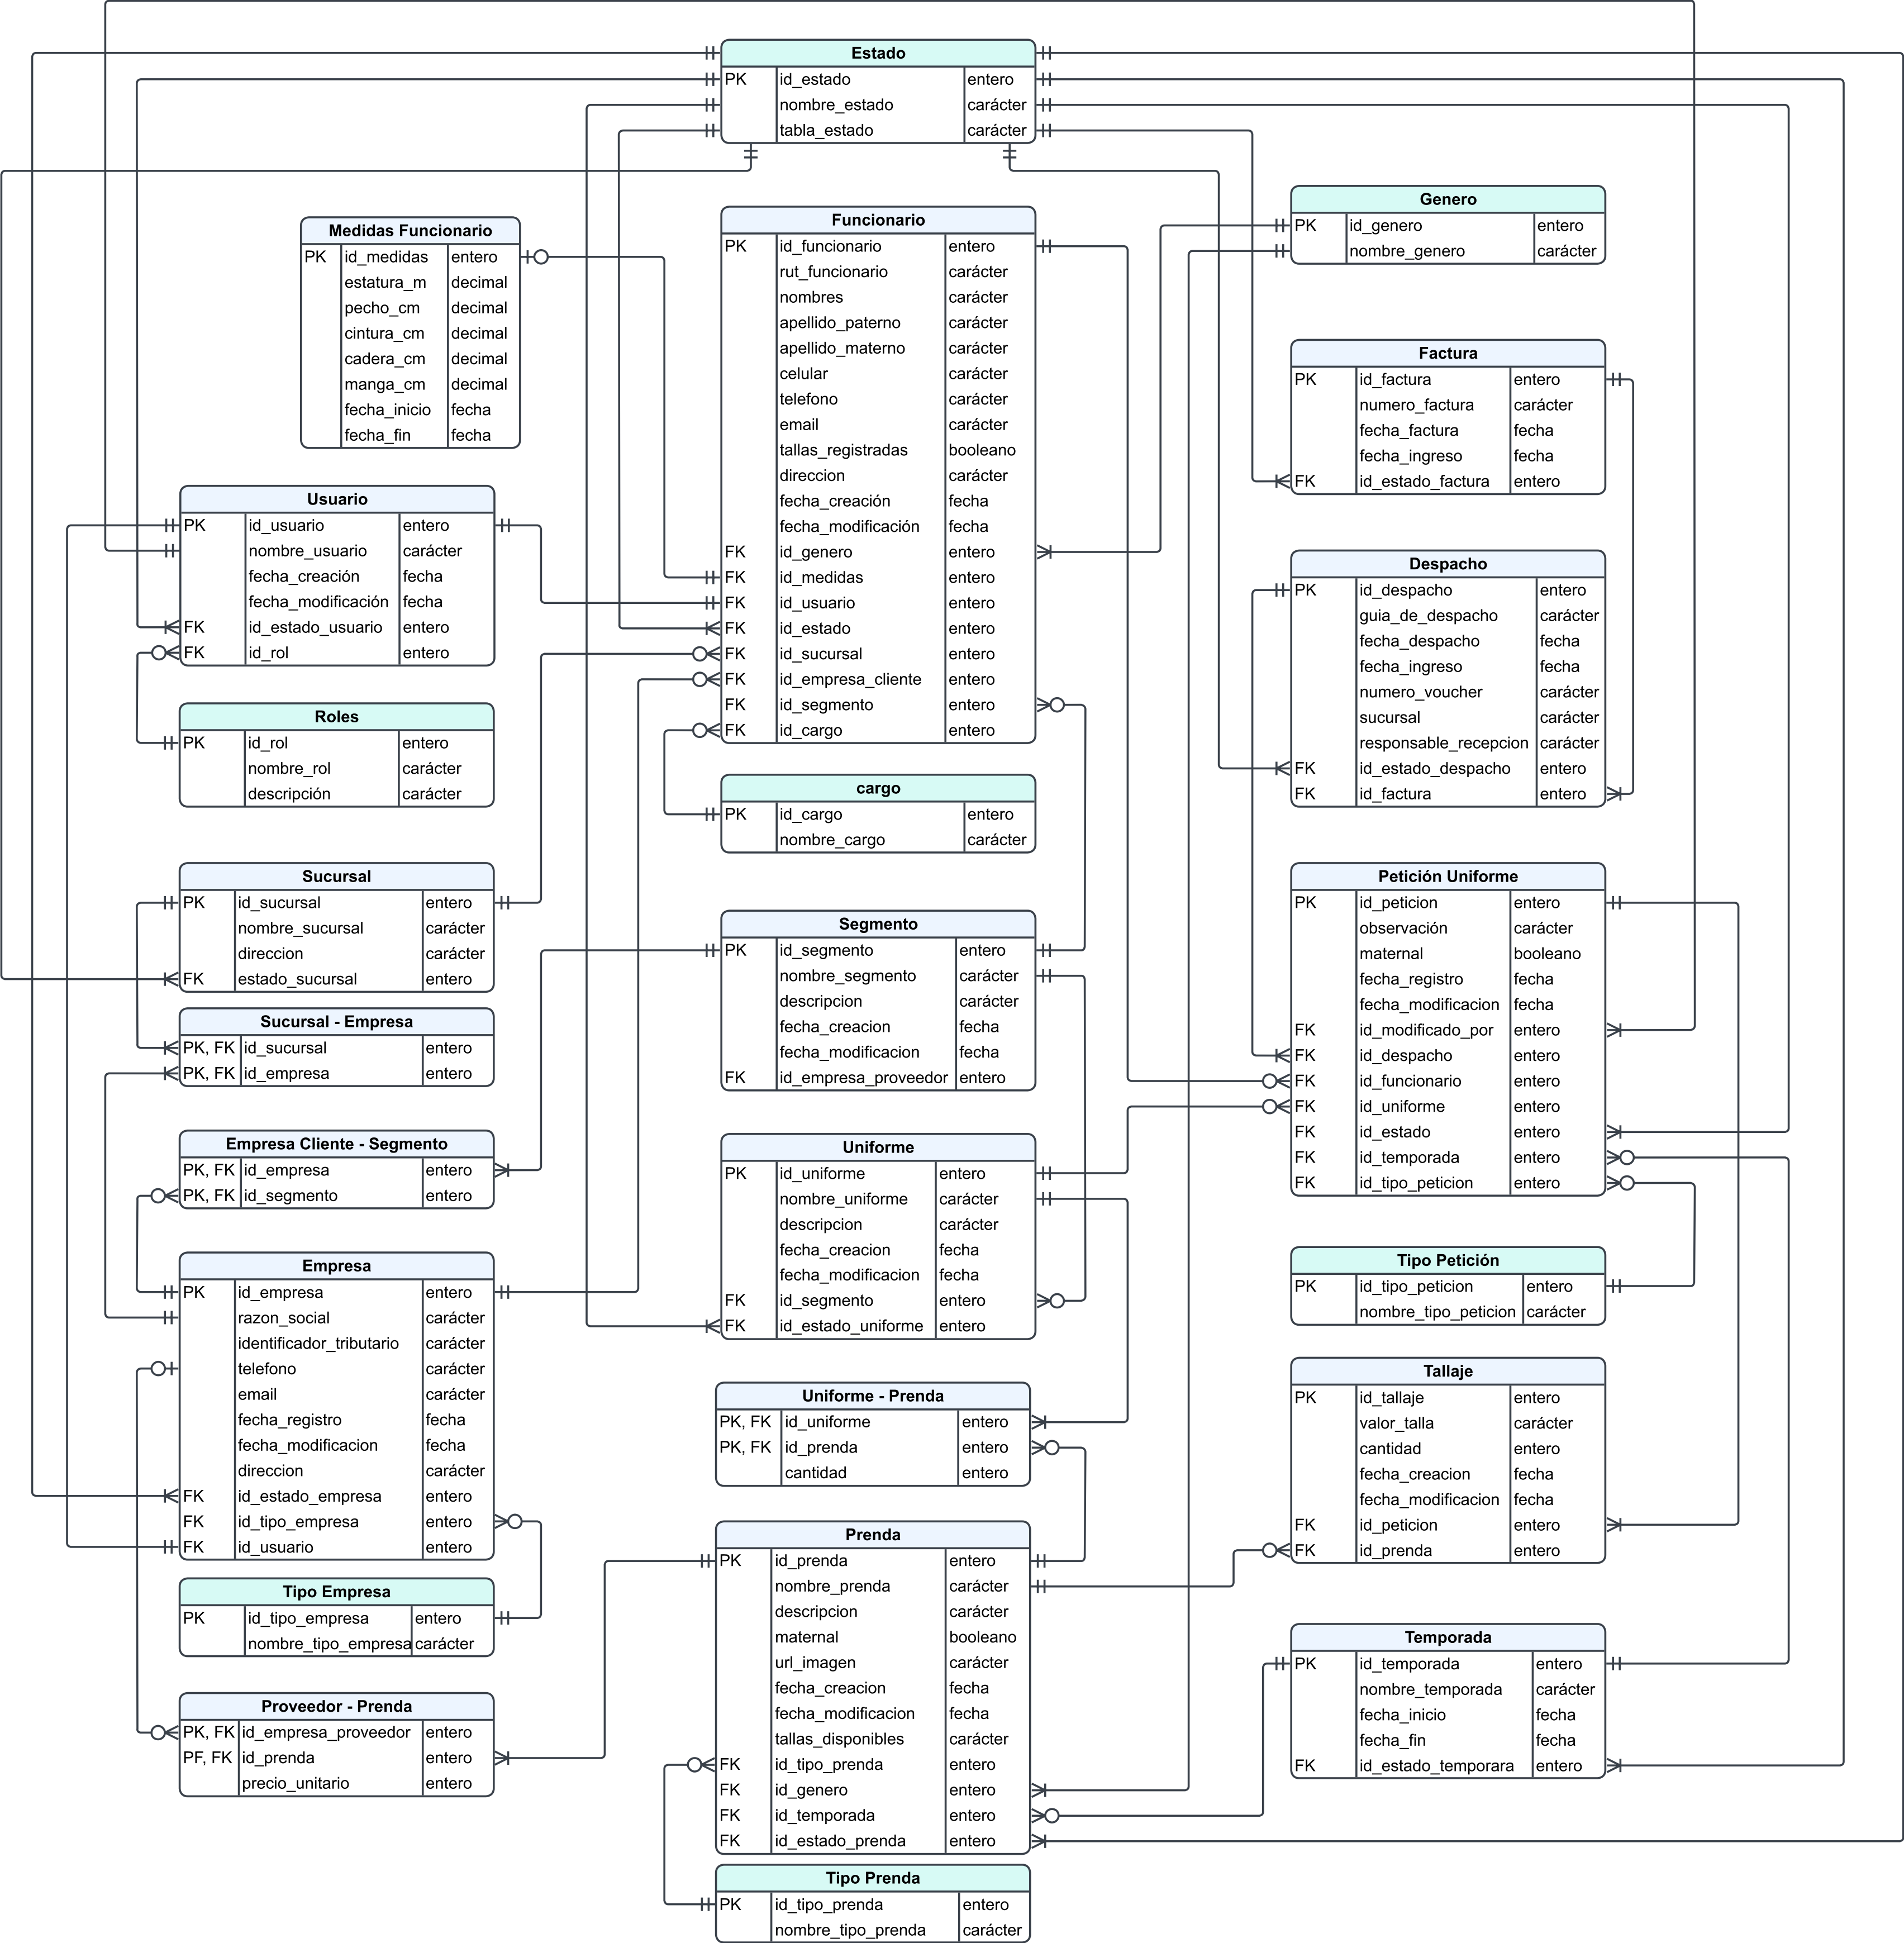 Estado
PK id_estado entero
nombre_estado carácter
tabla_estado carácter
Medidas Funcionario
PK id_medidas entero
estatura_m decimal
pecho_cm decimal
cintura_cm decimal
cadera_cm decimal
manga_cm decimal
fecha_inicio fecha
fecha_fin fecha
Funcionario
PK id_funcionario entero
rut_funcionario carácter
nombres carácter
apellido_paterno carácter
apellido_materno carácter
celular carácter
telefono carácter
email carácter
tallas_registradas booleano
direccion carácter
fecha_creación fecha
fecha_modificación fecha
FK id_genero entero
FK id_medidas entero
FK id_usuario entero
FK id_estado entero
FK id_sucursal entero
FK id_empresa_cliente entero
FK id_segmento entero
FK id_cargo entero
Genero
PK id_genero entero
nombre_genero carácter
Factura
PK id_factura entero
numero_factura carácter
fecha_factura fecha
fecha_ingreso fecha
FK id_estado_factura entero
Usuario
PK id_usuario entero
nombre_usuario carácter
fecha_creación fecha
fecha_modificación fecha
FK id_estado_usuario entero
FK id_rol entero
Despacho
PK id_despacho entero
guia_de_despacho carácter
fecha_despacho fecha
fecha_ingreso fecha
numero_voucher carácter
sucursal carácter
responsable_recepcion carácter
FK id_estado_despacho entero
FK id_factura entero
Roles
PK id_rol entero
nombre_rol carácter
descripción carácter
cargo
PK id_cargo entero
nombre_cargo carácter
Sucursal
PK id_sucursal entero
nombre_sucursal carácter
direccion carácter
FK estado_sucursal entero
Segmento
PK id_segmento entero
nombre_segmento carácter
descripcion carácter
fecha_creacion fecha
fecha_modificacion fecha
FK id_empresa_proveedor entero
Petición Uniforme
PK id_peticion entero
observación carácter
maternal booleano
fecha_registro fecha
fecha_modificacion fecha
FK id_modificado_por entero
FK id_despacho entero
FK id_funcionario entero
FK id_uniforme entero
FK id_estado entero
FK id_temporada entero
FK id_tipo_peticion entero
Sucursal - Empresa
PK, FK id_sucursal entero
PK, FK id_empresa entero
Empresa Cliente - Segmento
PK, FK id_empresa entero
PK, FK id_segmento entero
Uniforme
PK id_uniforme entero
nombre_uniforme carácter
descripcion carácter
fecha_creacion fecha
fecha_modificacion fecha
FK id_segmento entero
FK id_estado_uniforme entero
Empresa
PK id_empresa entero
razon_social carácter
identificador_tributario carácter
telefono carácter
email carácter
fecha_registro fecha
fecha_modificacion fecha
direccion carácter
FK id_estado_empresa entero
FK id_tipo_empresa entero
FK id_usuario entero
Tipo Petición
PK id_tipo_peticion entero
nombre_tipo_peticion carácter
Uniforme - Prenda
PK, FK id_uniforme entero
PK, FK id_prenda entero
cantidad entero
Tallaje
PK id_tallaje entero
valor_talla carácter
cantidad entero
fecha_creacion fecha
fecha_modificacion fecha
FK id_peticion entero
FK id_prenda entero
Tipo Empresa
PK id_tipo_empresa entero
nombre_tipo_empresa carácter
Prenda
PK id_prenda entero
nombre_prenda carácter
descripcion carácter
maternal booleano
url_imagen carácter
fecha_creacion fecha
fecha_modificacion fecha
tallas_disponibles carácter
FK id_tipo_prenda entero
FK id_genero entero
FK id_temporada entero
FK id_estado_prenda entero
Temporada
PK id_temporada entero
nombre_temporada carácter
fecha_inicio fecha
fecha_fin fecha
FK id_estado_temporara entero
Proveedor - Prenda
PK, FK id_empresa_proveedor entero
PF, FK id_prenda entero
precio_unitario entero
Tipo Prenda
PK id_tipo_prenda entero
nombre_tipo_prenda carácter